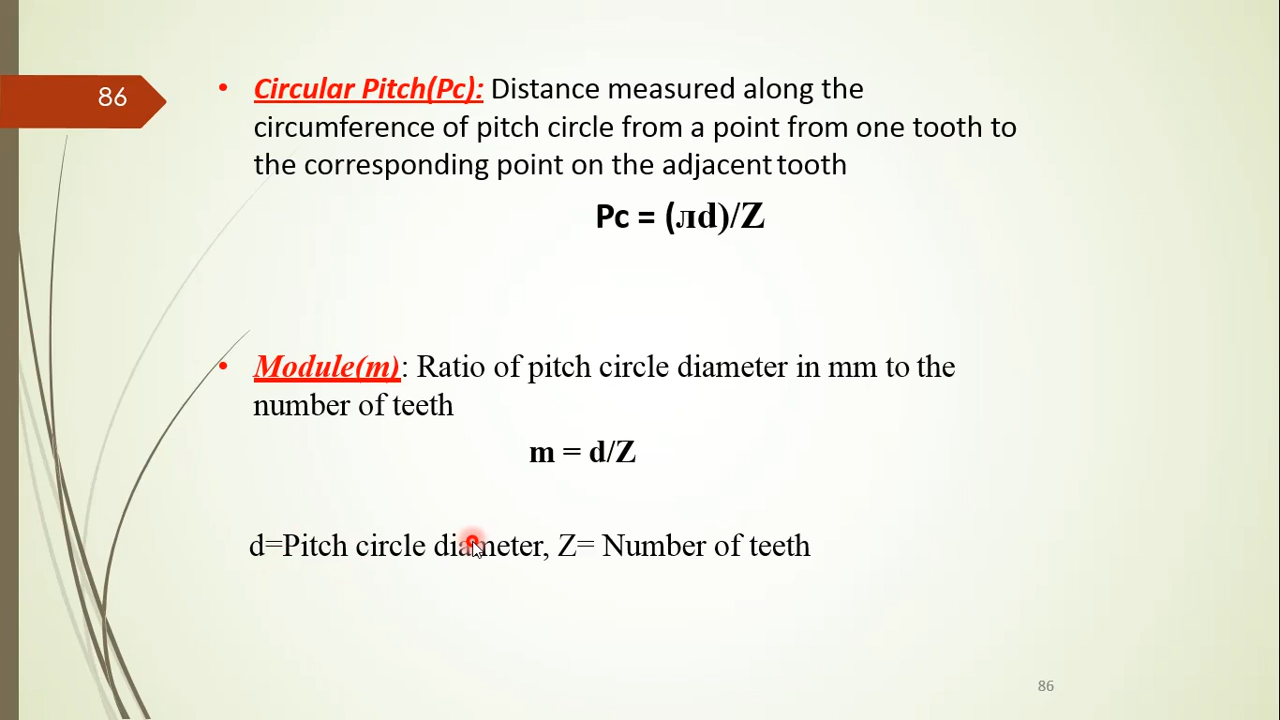 86
• Circular Pitch(Pc): Distance measured along the
circumference of pitch circle from a point from one tooth to
the corresponding point on the adjacent tooth
Pc = (лd)/Z
• Module(m): Ratio of pitch circle diameter in mm to the
number of teeth
m = d/Z
d=Pitch circle diameter, Z= Number of teeth
86